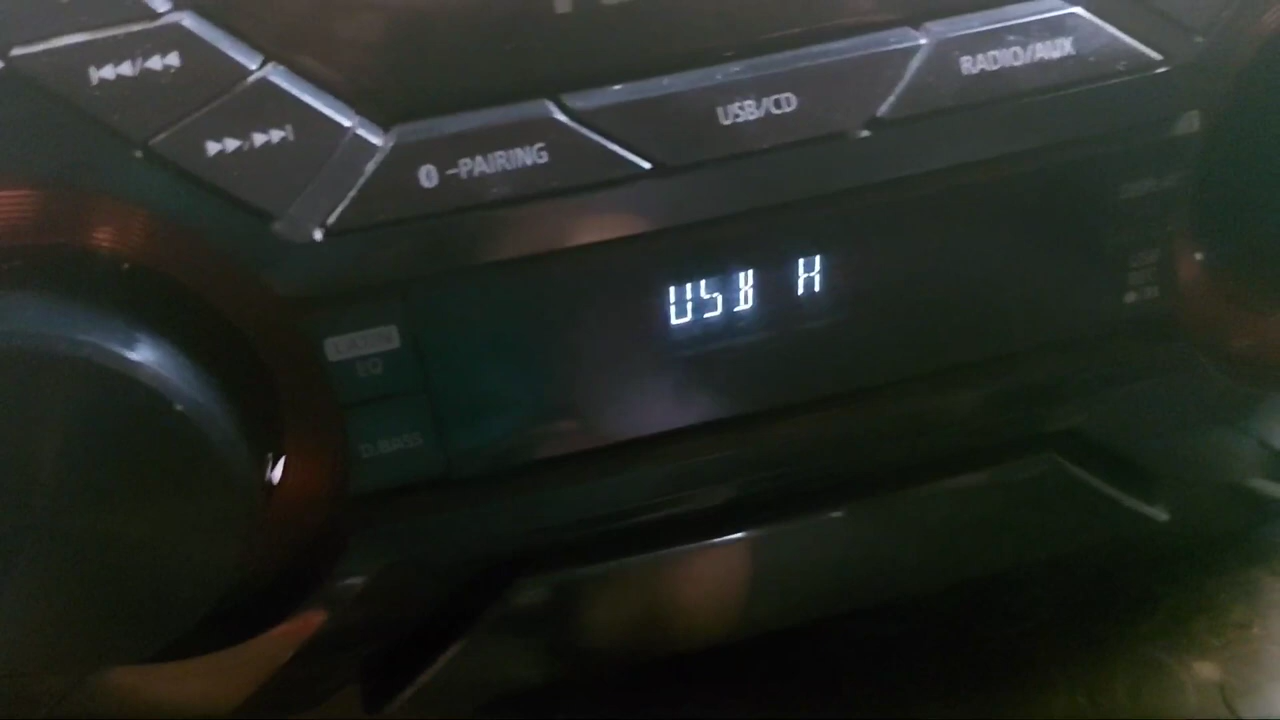 -PAIRING
USB/CD
RADIO/AUX
USB A
EQ
D.BASS